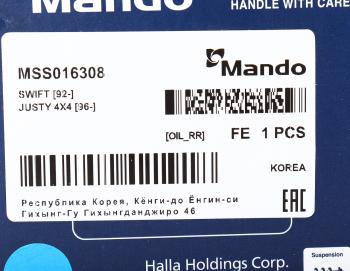 Mando
HANDLE WITH CARE
MSS016308
Mando
SWIFT [92-]
JUSTY 4X4 [96-]
[OIL_RR] FE 1 PCS
KOREA
EAC
Республика Корея, Кёнги-до Ёнгин-си
Гихынг-Гу Гихынгданджиро 46
Halla Holdings Corp.
Suspension